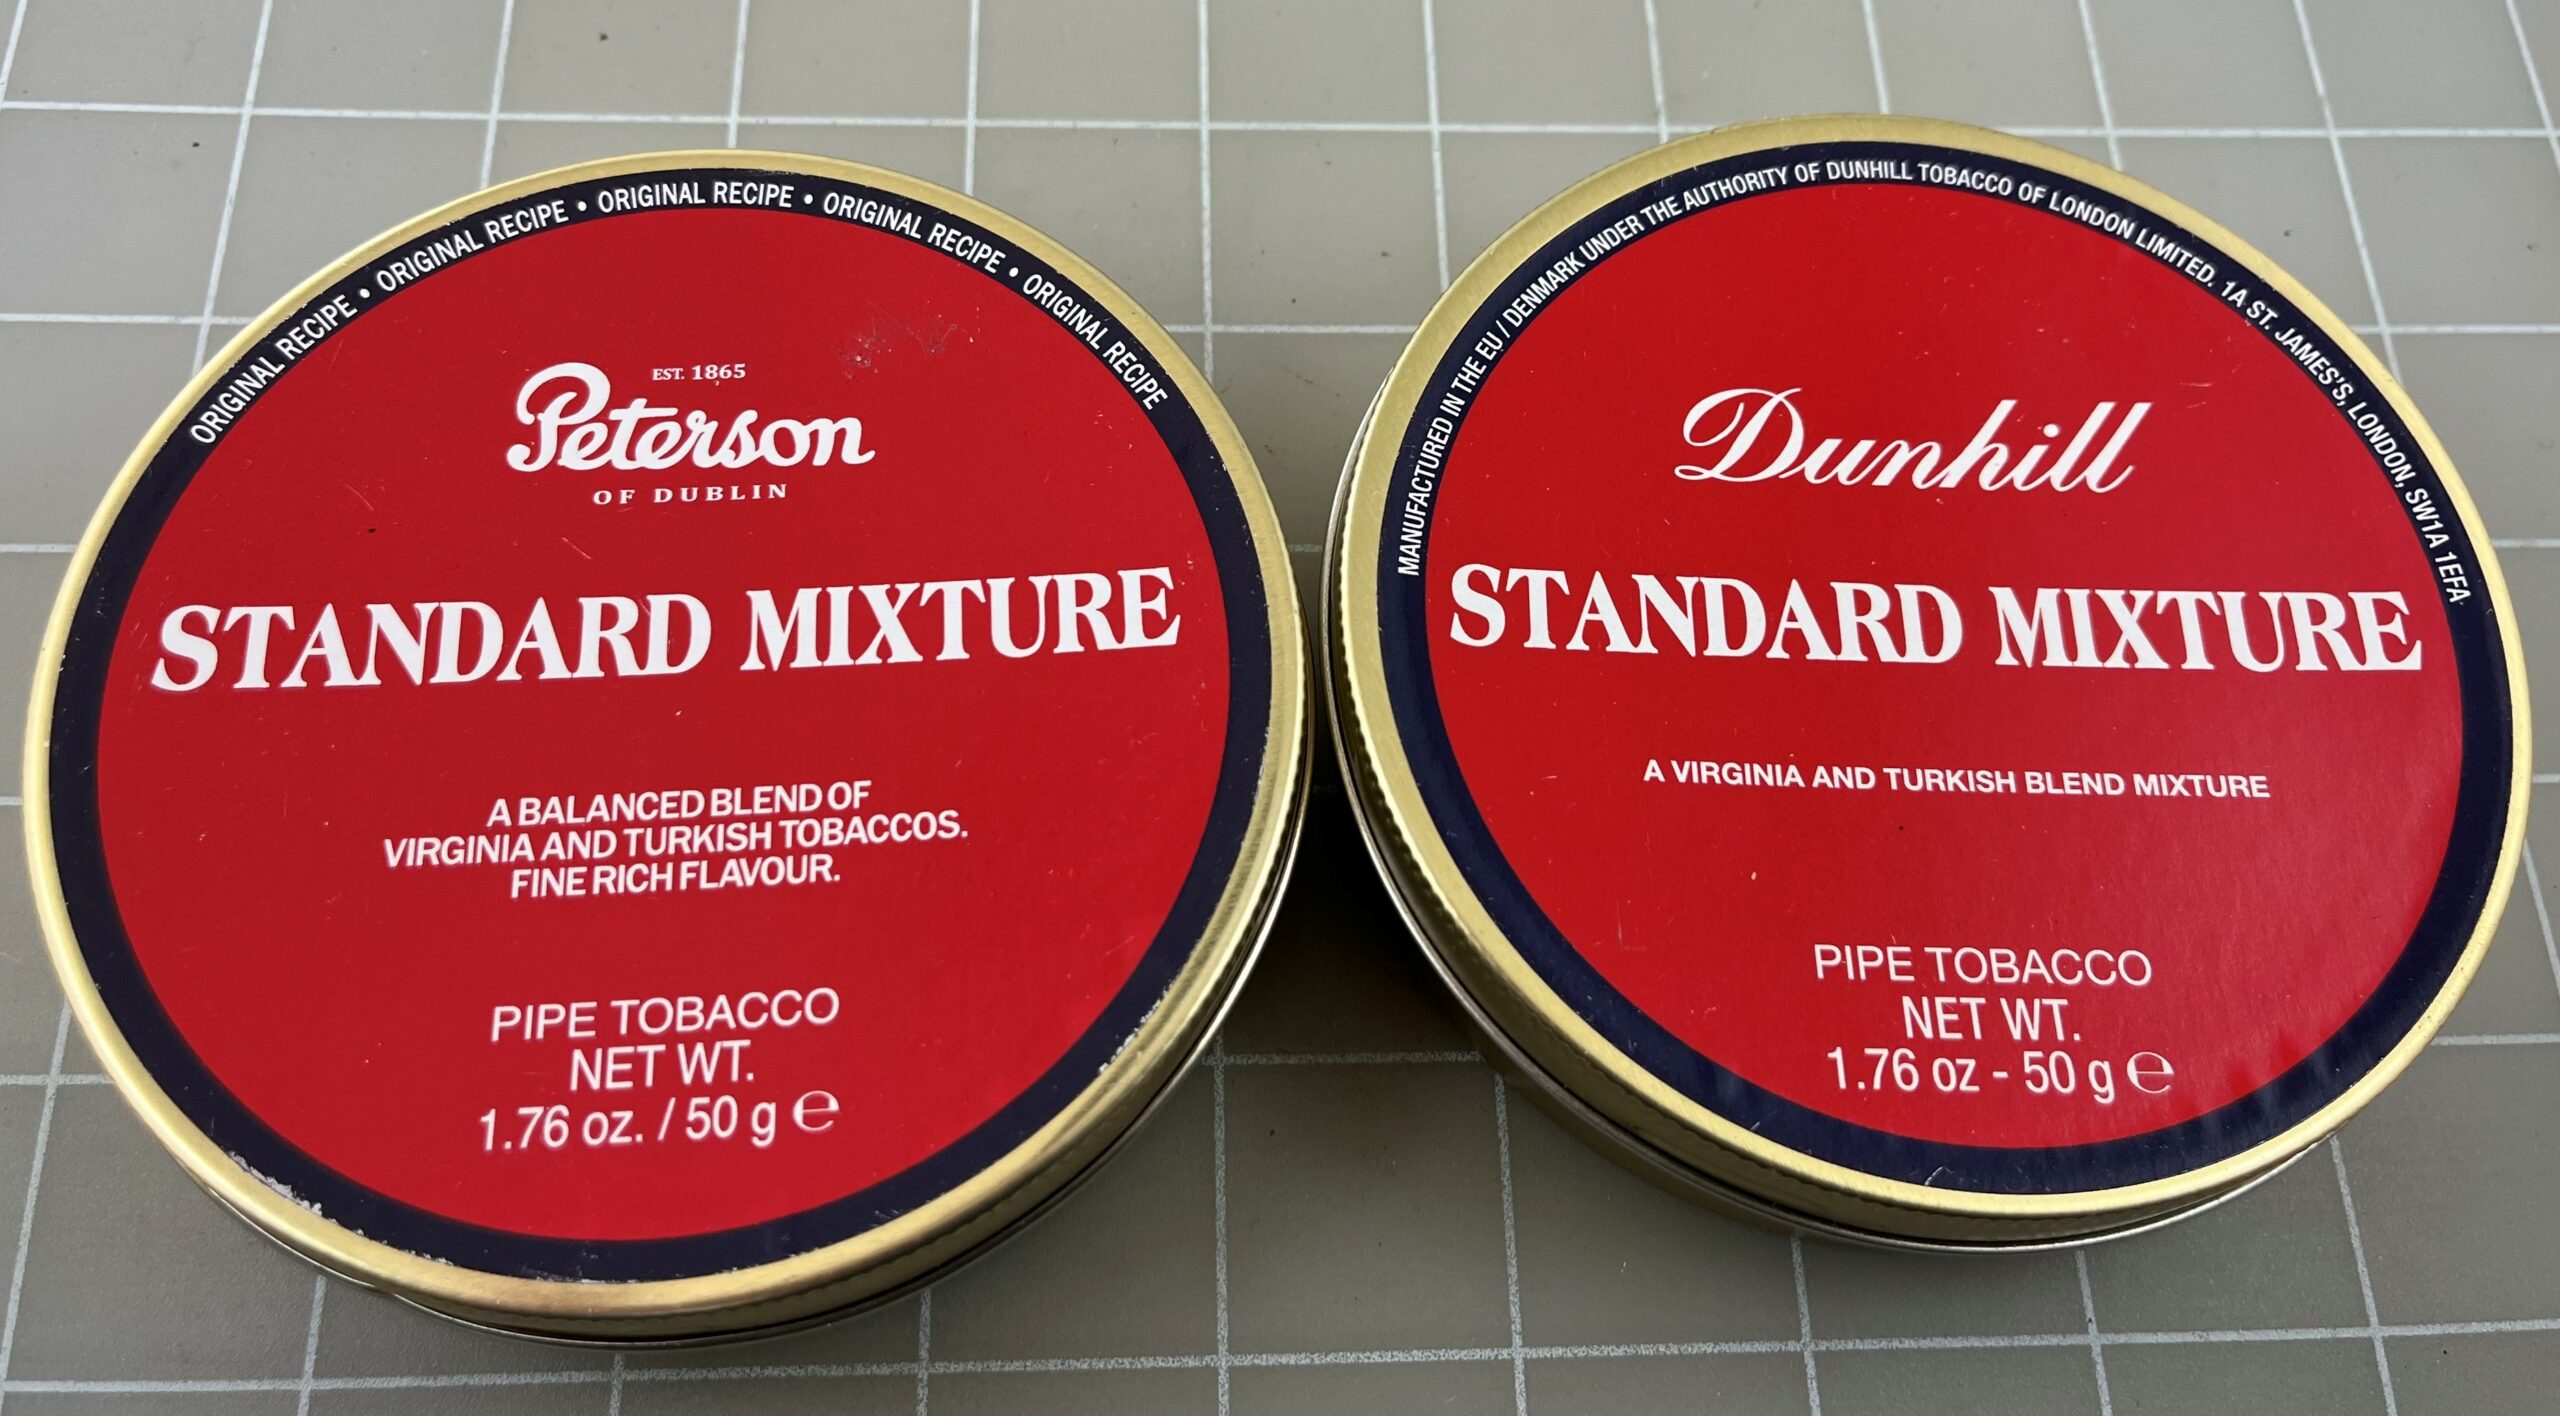 ORIGINAL RECIPE • ORIGINAL RECIPE • ORIGINAL RECIPE • ORIGINAL RECIPE • ORIGINAL RECIPE
EST. 1865
Peterson
OF DUBLIN
STANDARD MIXTURE
A BALANCED BLEND OF
VIRGINIA AND TURKISH TOBACCOS.
FINE RICH FLAVOUR.
PIPE TOBACCO
NET WT.
1.76 oz. / 50 g ℮
MANUFACTURED IN THE EU / DENMARK UNDER THE AUTHORITY OF DUNHILL TOBACCO OF LONDON LIMITED. 1A ST. JAMES'S, LONDON, SW1A 1EFA
Dunhill
STANDARD MIXTURE
A VIRGINIA AND TURKISH BLEND MIXTURE
PIPE TOBACCO
NET WT.
1.76 oz - 50 g ℮